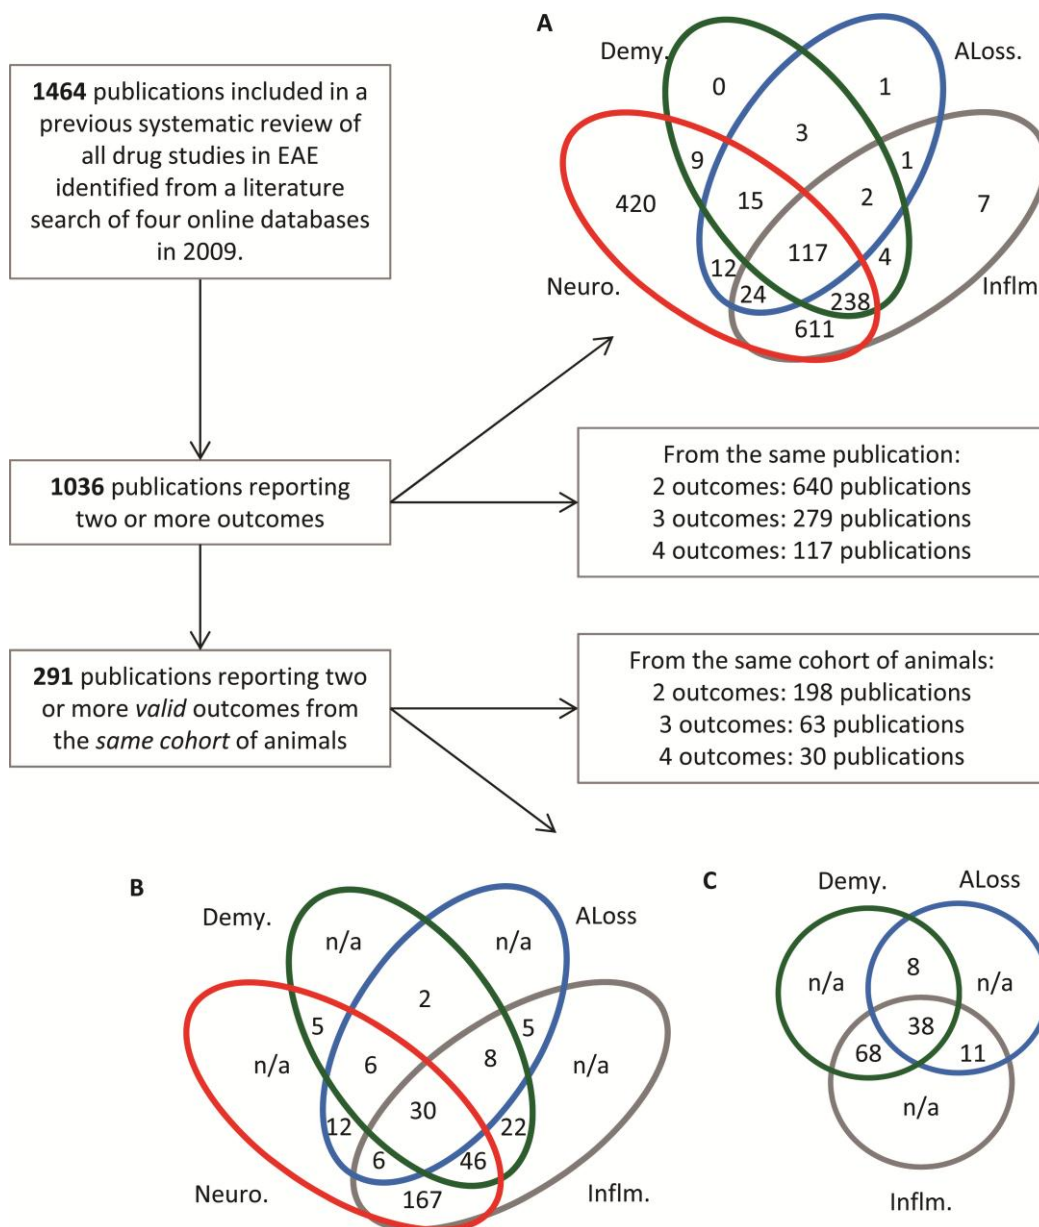 A
1464 publications included in a
previous systematic review of
all drug studies in EAE
identified from a literature
search of four online databases
in 2009.
Demy.
ALoss.
0
1
3
9
1
420
15
2
7
117
4
12
24
238
611
Neuro.
Inflm
1036 publications reporting
two or more outcomes
From the same publication:
2 outcomes: 640 publications
3 outcomes: 279 publications
4 outcomes: 117 publications
291 publications reporting two
or more valid outcomes from
the same cohort of animals
From the same cohort of animals:
2 outcomes: 198 publications
3 outcomes: 63 publications
4 outcomes: 30 publications
B
Demy.
ALoss
n/a
n/a
2
5
5
n/a
6
8
n/a
30
12
22
6
46
167
Neuro.
Inflm.
C
Demy.
ALoss
n/a
8
n/a
38
68
11
n/a
Inflm.